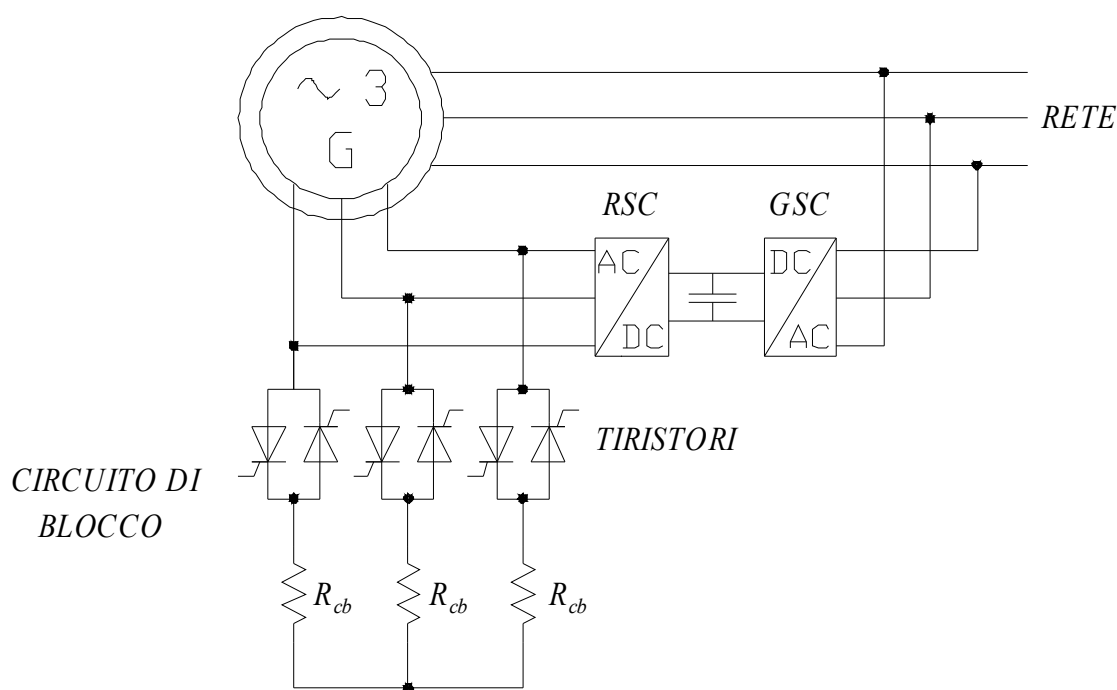 3
G
RETE
RSC
GSC
AC
DC
DC
AC
TIRISTORI
CIRCUITO DI
BLOCCO
R_cb
R_cb
R_cb